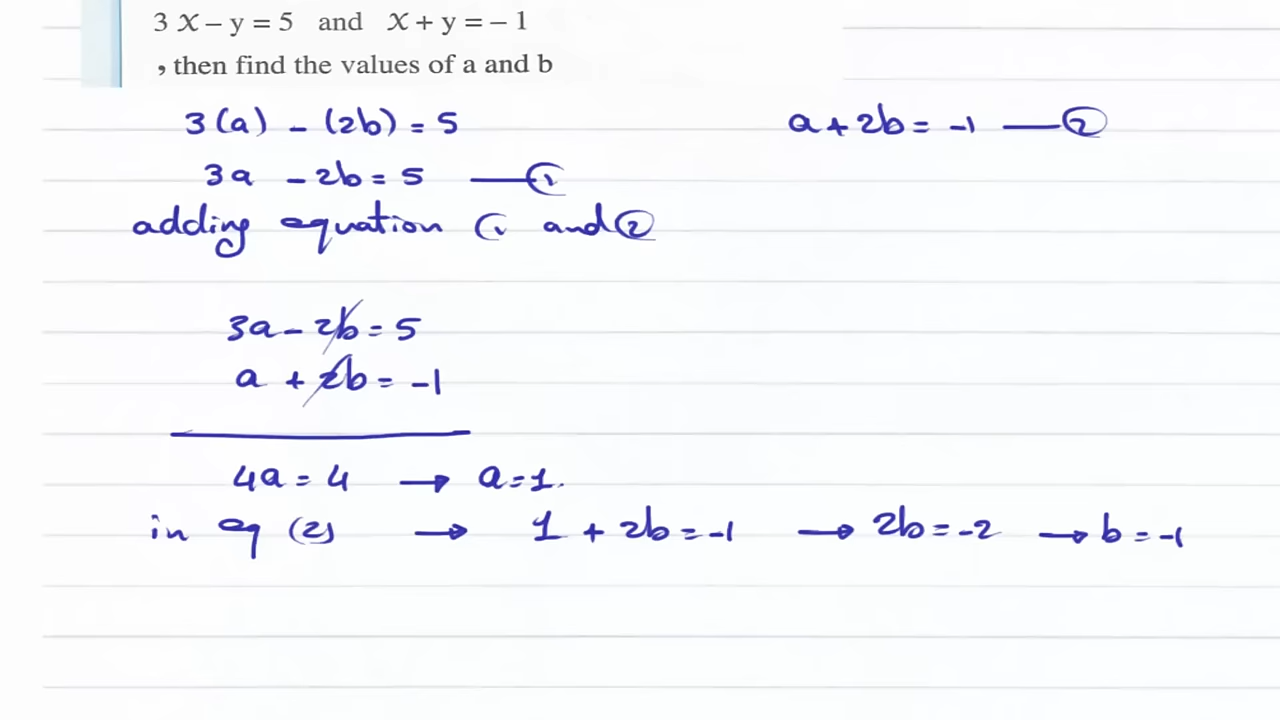 3 x – y = 5 and x + y = – 1
, then find the values of a and b
3(a) - (2b) = 5
a + 2b = -1 — ②
3a - 2b = 5 — ①
adding equation ① and ②
3a - 2b = 5
a + 2b = -1
4a = 4 → a = 1.
in eq (2) → 1 + 2b = -1 → 2b = -2 → b = -1